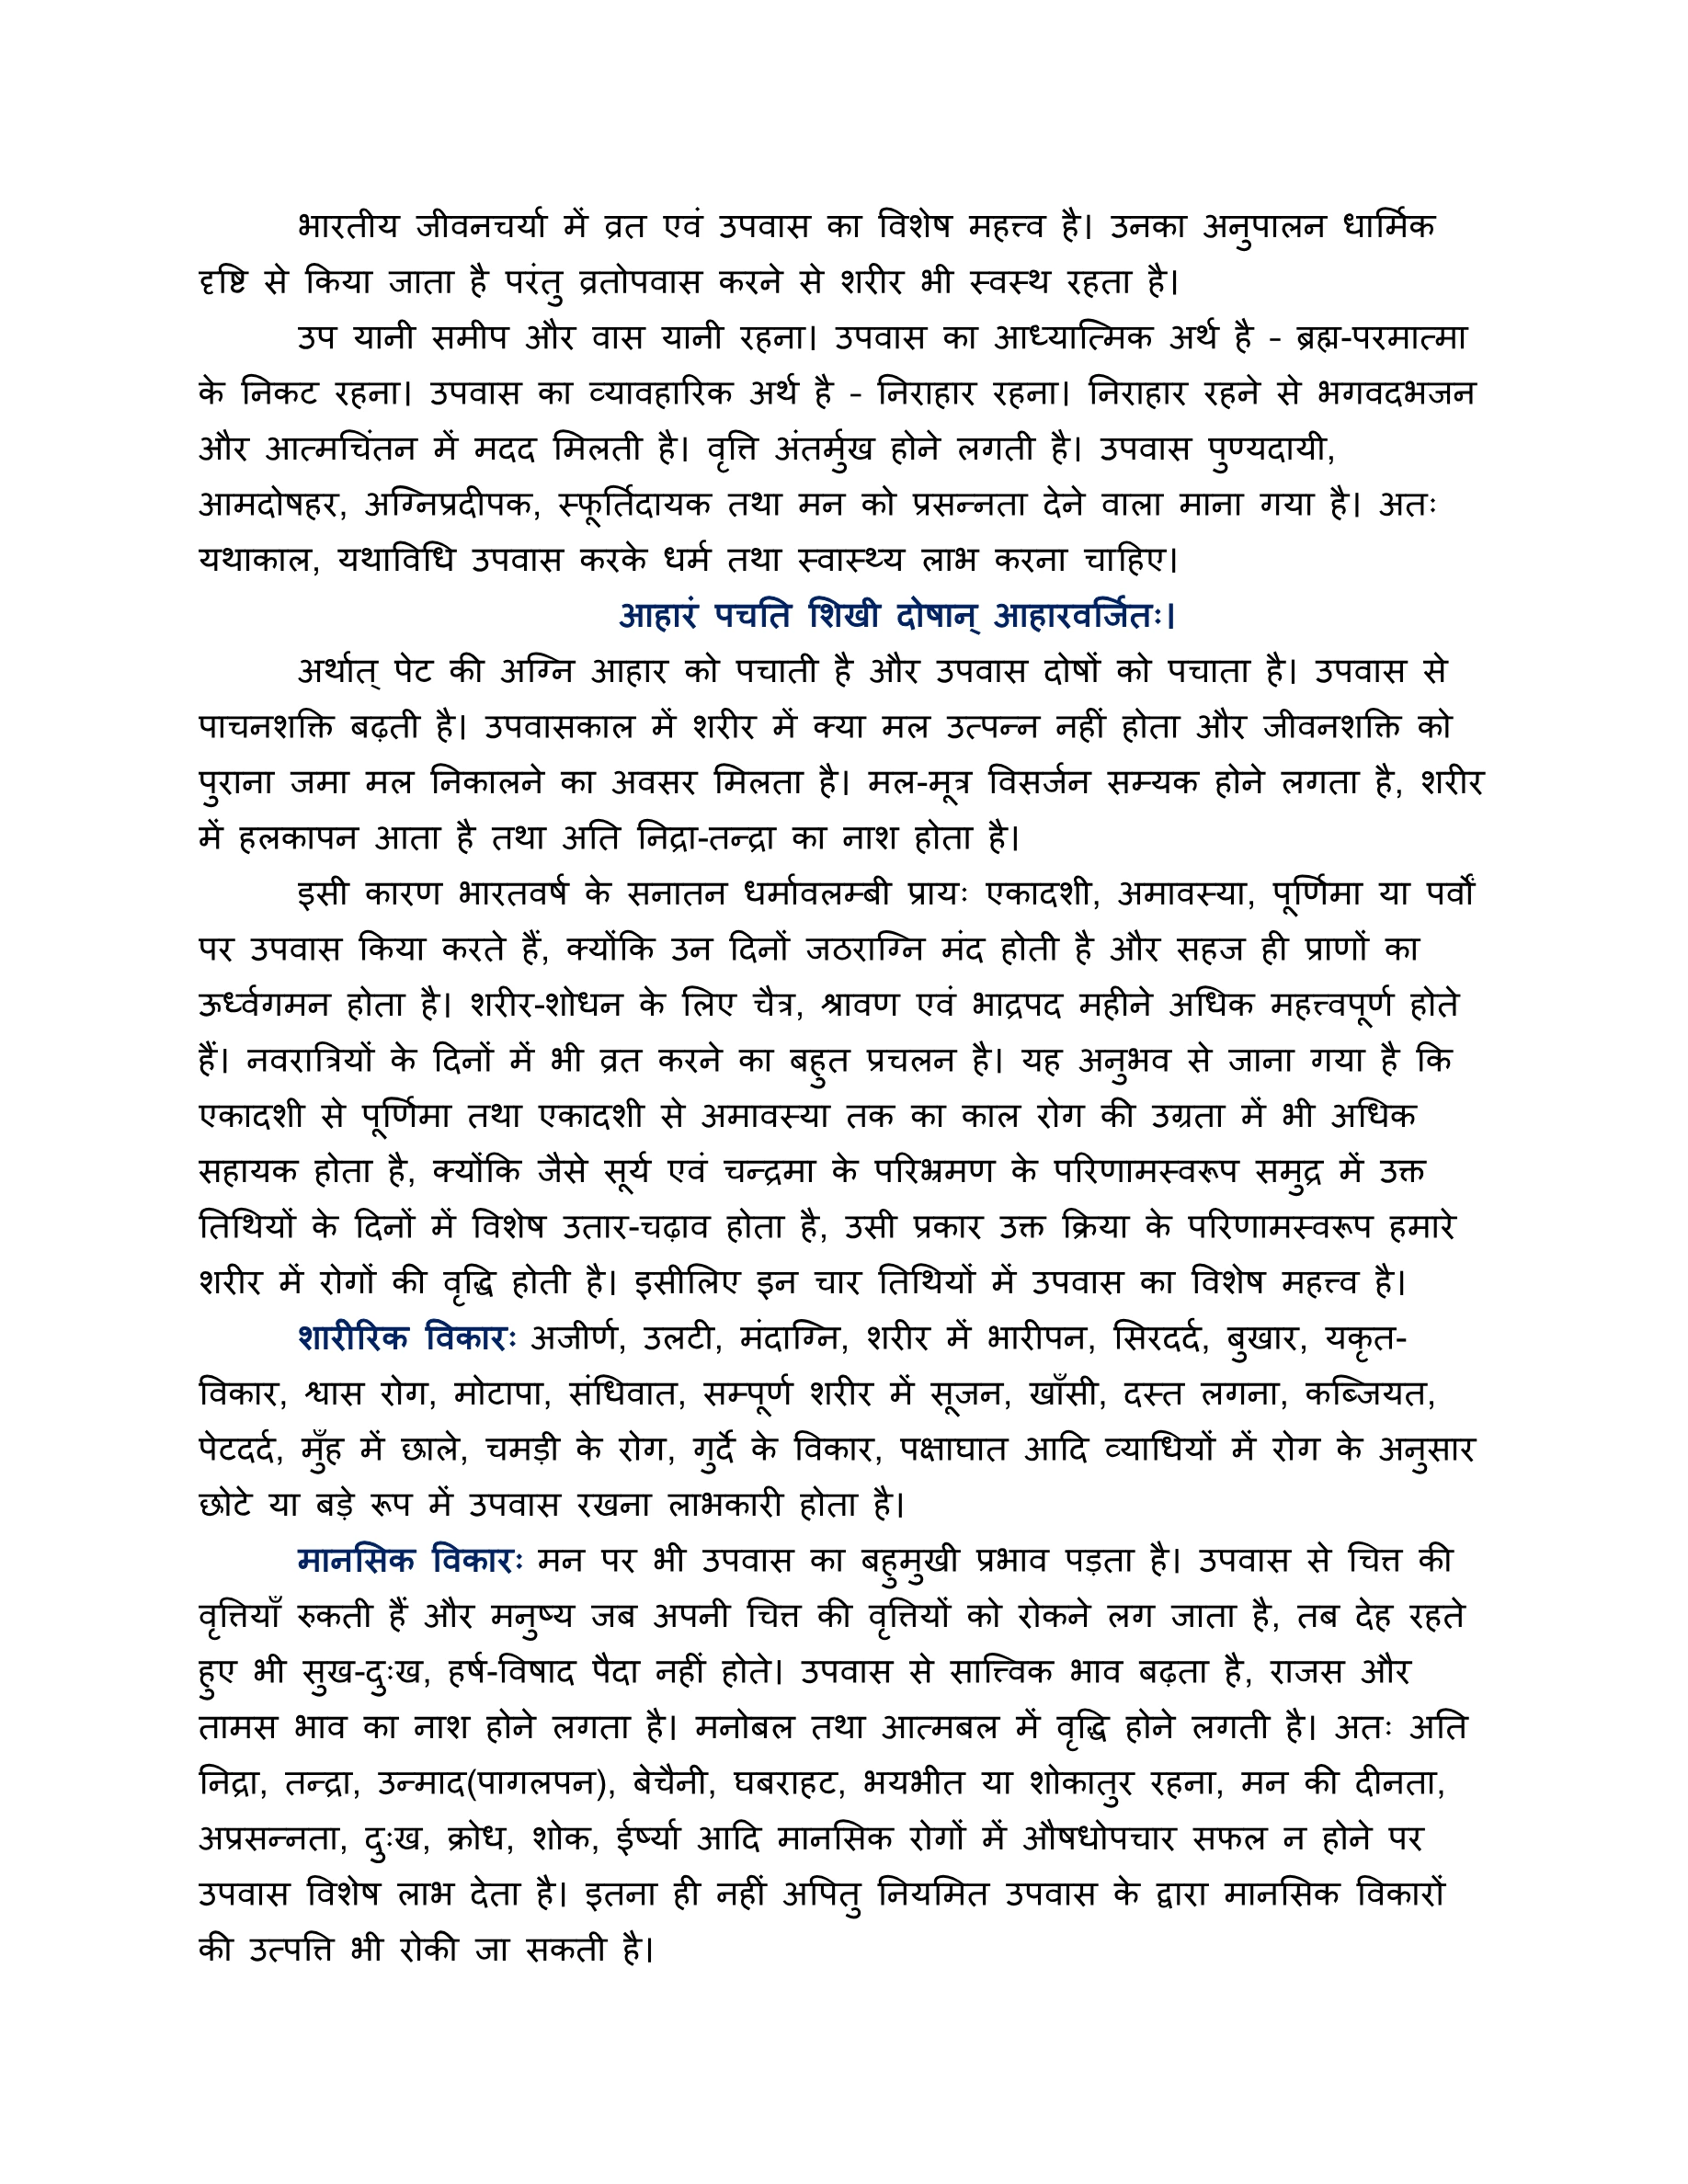 भारतीय जीवनचर्या में व्रत एवं उपवास का विशेष महत्त्व है। उनका अनुपालन धार्मिक
दृष्टि से किया जाता है परंतु व्रतोपवास करने से शरीर भी स्वस्थ रहता है।
उप यानी समीप और वास यानी रहना। उपवास का आध्यात्मिक अर्थ है – ब्रह्म-परमात्मा
के निकट रहना। उपवास का व्यावहारिक अर्थ है – निराहार रहना। निराहार रहने से भगवदभजन
और आत्मचिंतन में मदद मिलती है। वृत्ति अंतर्मुख होने लगती है। उपवास पुण्यदायी,
आमदोषहर, अग्निप्रदीपक, स्फूर्तिदायक तथा मन को प्रसन्नता देने वाला माना गया है। अतः
यथाकाल, यथाविधि उपवास करके धर्म तथा स्वास्थ्य लाभ करना चाहिए।
आहारं पचति शिखी दोषान् आहारवर्जितः।
अर्थात् पेट की अग्नि आहार को पचाती है और उपवास दोषों को पचाता है। उपवास से
पाचनशक्ति बढ़ती है। उपवासकाल में शरीर में क्या मल उत्पन्न नहीं होता और जीवनशक्ति को
पुराना जमा मल निकालने का अवसर मिलता है। मल-मूत्र विसर्जन सम्यक होने लगता है, शरीर
में हलकापन आता है तथा अति निद्रा-तन्द्रा का नाश होता है।
इसी कारण भारतवर्ष के सनातन धर्मावलम्बी प्रायः एकादशी, अमावस्या, पूर्णिमा या पर्वों
पर उपवास किया करते हैं, क्योंकि उन दिनों जठराग्नि मंद होती है और सहज ही प्राणों का
ऊर्ध्वगमन होता है। शरीर-शोधन के लिए चैत्र, श्रावण एवं भाद्रपद महीने अधिक महत्त्वपूर्ण होते
हैं। नवरात्रियों के दिनों में भी व्रत करने का बहुत प्रचलन है। यह अनुभव से जाना गया है कि
एकादशी से पूर्णिमा तथा एकादशी से अमावस्या तक का काल रोग की उग्रता में भी अधिक
सहायक होता है, क्योंकि जैसे सूर्य एवं चन्द्रमा के परिभ्रमण के परिणामस्वरूप समुद्र में उक्त
तिथियों के दिनों में विशेष उतार-चढ़ाव होता है, उसी प्रकार उक्त क्रिया के परिणामस्वरूप हमारे
शरीर में रोगों की वृद्धि होती है। इसीलिए इन चार तिथियों में उपवास का विशेष महत्त्व है।
शारीरिक विकारः अजीर्ण, उलटी, मंदाग्नि, शरीर में भारीपन, सिरदर्द, बुखार, यकृत-
विकार, श्वास रोग, मोटापा, संधिवात, सम्पूर्ण शरीर में सूजन, खाँसी, दस्त लगना, कब्जियत,
पेटदर्द, मुँह में छाले, चमड़ी के रोग, गुर्दे के विकार, पक्षाघात आदि व्याधियों में रोग के अनुसार
छोटे या बड़े रूप में उपवास रखना लाभकारी होता है।
मानसिक विकारः मन पर भी उपवास का बहुमुखी प्रभाव पड़ता है। उपवास से चित्त की
वृत्तियाँ रुकती हैं और मनुष्य जब अपनी चित्त की वृत्तियों को रोकने लग जाता है, तब देह रहते
हुए भी सुख-दुःख, हर्ष-विषाद पैदा नहीं होते। उपवास से सात्त्विक भाव बढ़ता है, राजस और
तामस भाव का नाश होने लगता है। मनोबल तथा आत्मबल में वृद्धि होने लगती है। अतः अति
निद्रा, तन्द्रा, उन्माद(पागलपन), बेचैनी, घबराहट, भयभीत या शोकातुर रहना, मन की दीनता,
अप्रसन्नता, दुःख, क्रोध, शोक, ईर्ष्या आदि मानसिक रोगों में औषधोपचार सफल न होने पर
उपवास विशेष लाभ देता है। इतना ही नहीं अपितु नियमित उपवास के द्वारा मानसिक विकारों
की उत्पत्ति भी रोकी जा सकती है।